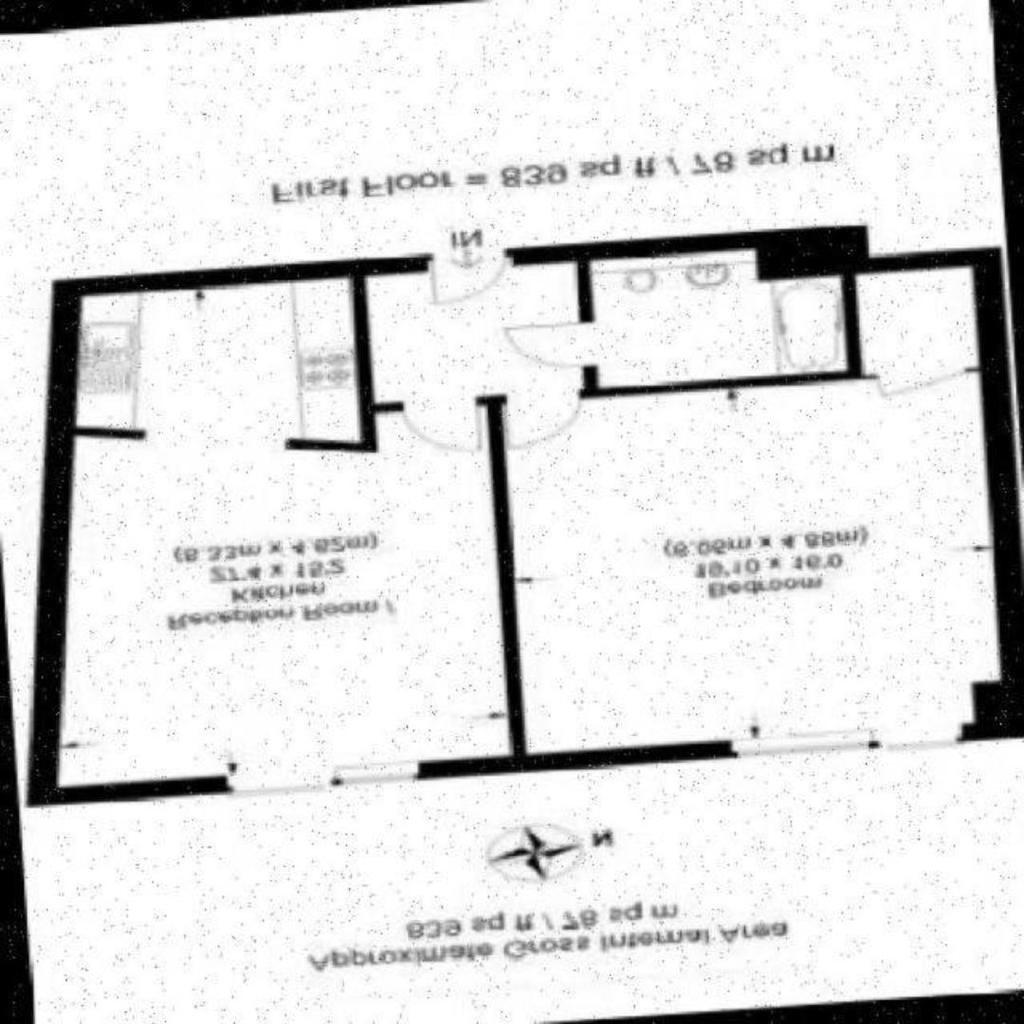 Approximate Gross Internal Area
839 sq ft / 78 sq m
N
Reception Room /
Kitchen
27.4 x 15.2
(8.33m x 4.62m)
Bedroom
19.10 x 16.0
(6.05m x 4.88m)
IN
First Floor = 839 sq ft / 78 sq m